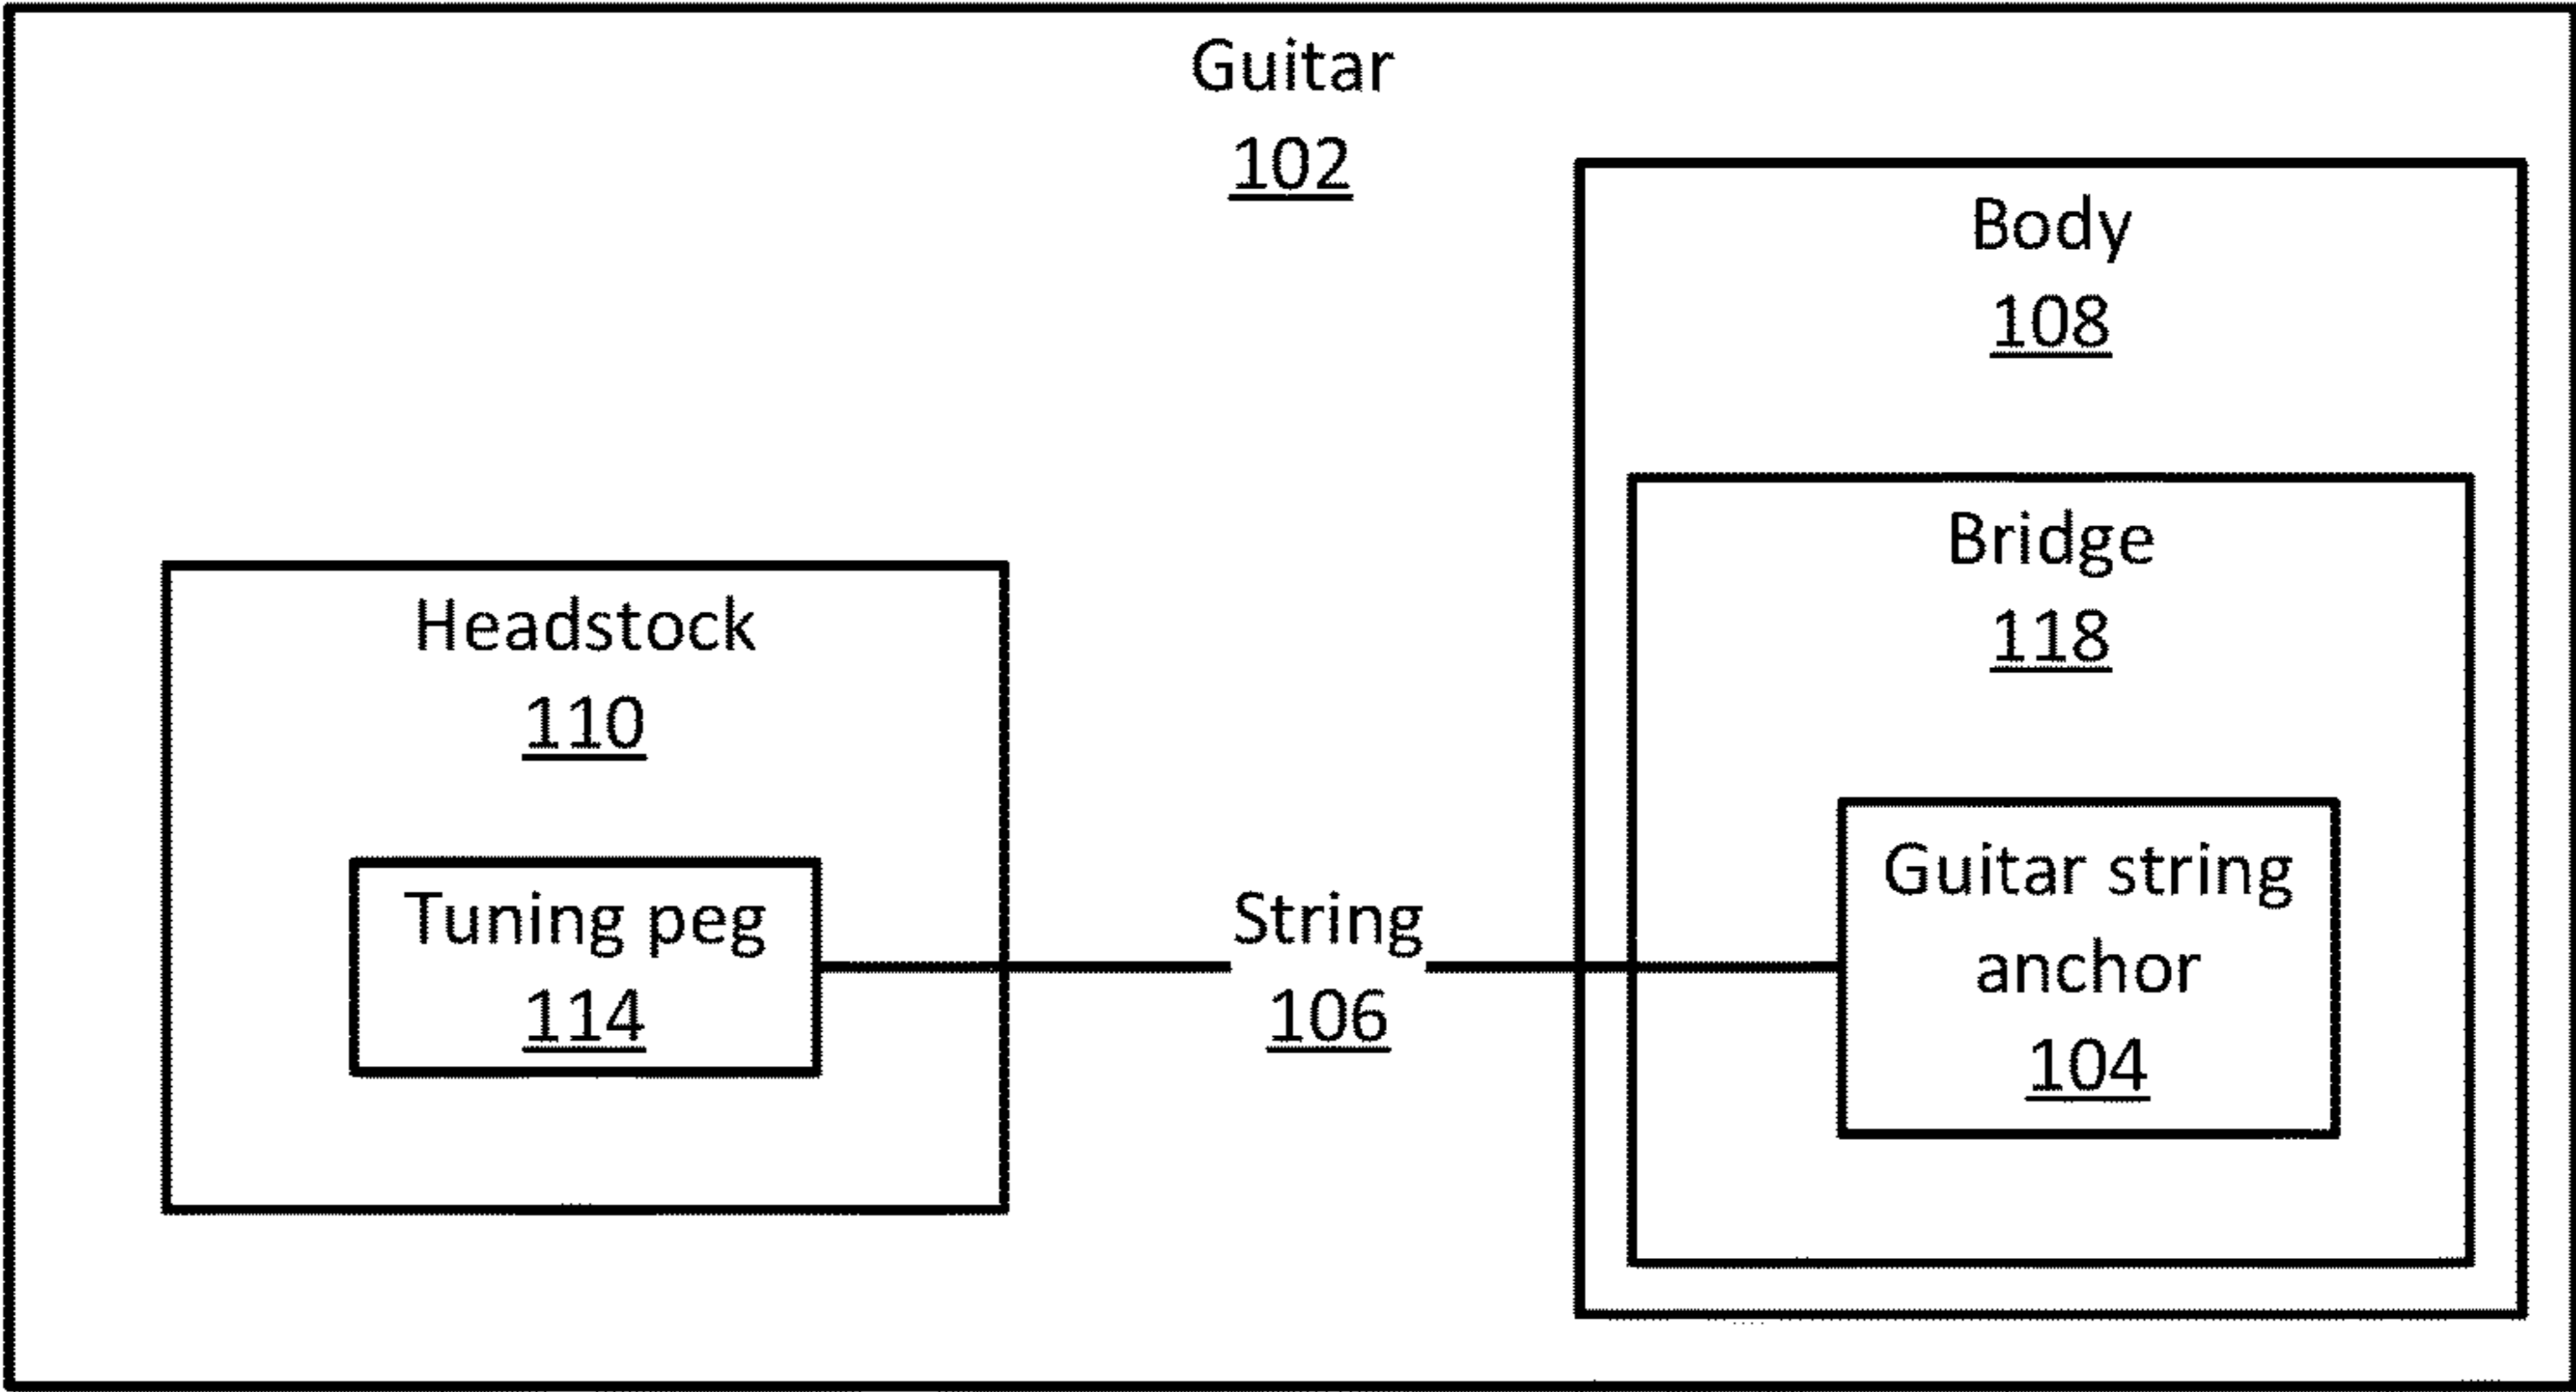 Guitar
102
Body
108
Bridge
118
Headstock
110
Guitar string
anchor
104
Tuning peg
114
String
106